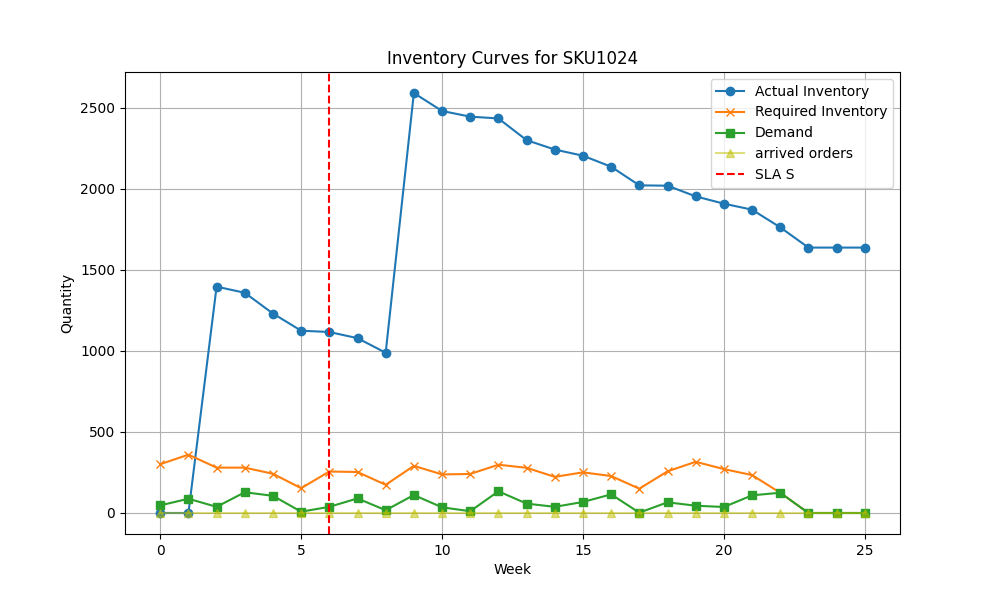 Inventory Curves for SKU1024
Actual Inventory
Required Inventory
Demand
arrived orders
SLA S
Quantity
2500
2000
1500
1000
500
0
0 5 10 15 20 25
Week